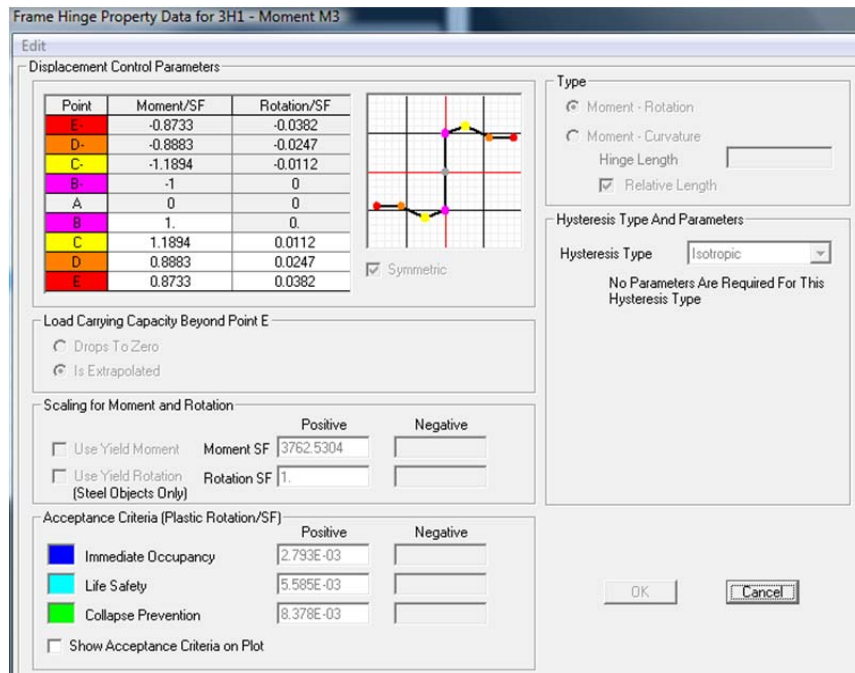 Frame Hinge Property Data for 3H1 - Moment M3
Edit
Displacement Control Parameters
Point Moment/SF Rotation/SF
E- -0.8733 -0.0382
D- -0.8883 -0.0247
C- -1.1894 -0.0112
B- -1 0
A 0 0
B 1. 0.
C 1.1894 0.0112
D 0.8883 0.0247
E 0.8733 0.0382
Symmetric
Load Carrying Capacity Beyond Point E
Drops To Zero
Is Extrapolated
Scaling for Moment and Rotation
Positive Negative
Use Yield Moment Moment SF 3762.5304
Use Yield Rotation Rotation SF 1.
(Steel Objects Only)
Acceptance Criteria (Plastic Rotation/SF)
Positive Negative
Immediate Occupancy 2.793E-03
Life Safety 5.585E-03
Collapse Prevention 8.378E-03
Show Acceptance Criteria on Plot
Type
Moment - Rotation
Moment - Curvature
Hinge Length
Relative Length
Hysteresis Type And Parameters
Hysteresis Type Isotropic
No Parameters Are Required For This
Hysteresis Type
OK Cancel